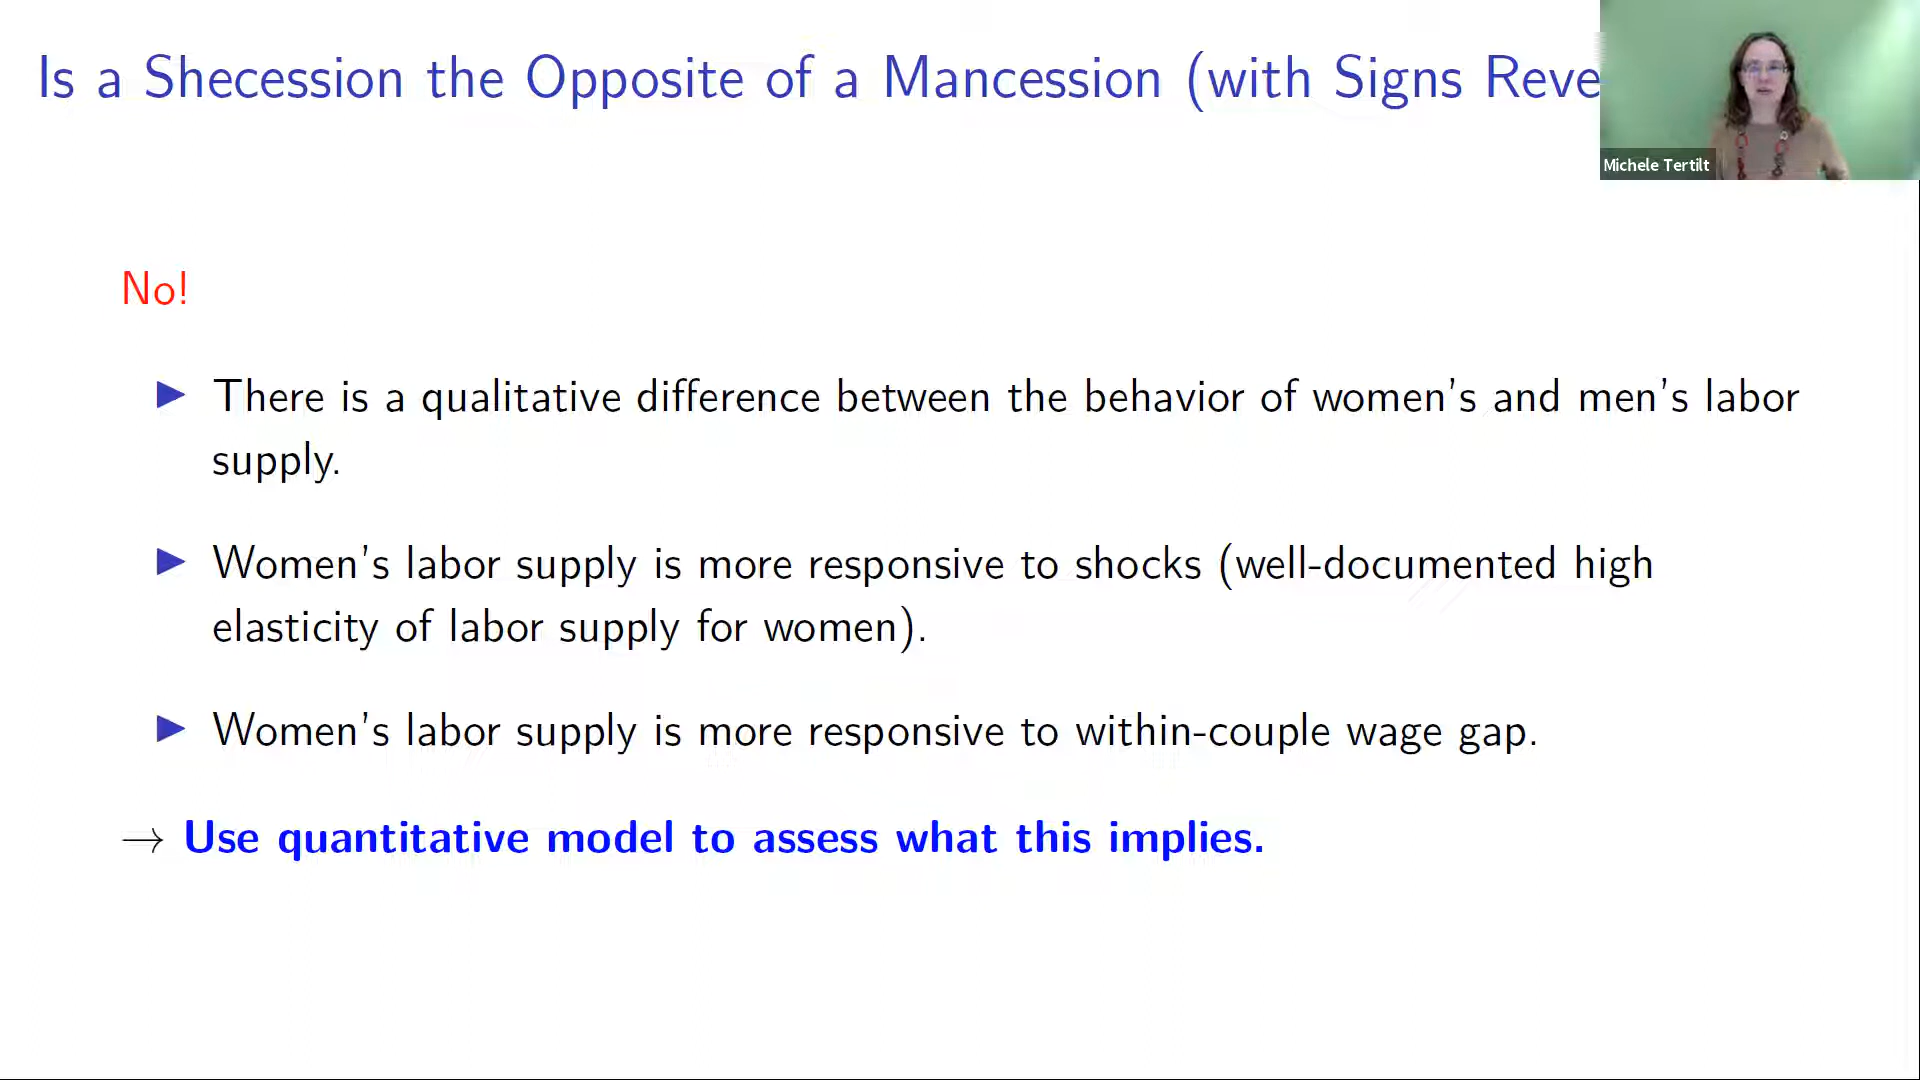 Is a Shecession the Opposite of a Mancession (with Signs Reve
Michele Tertilt
No!
▶ There is a qualitative difference between the behavior of women's and men's labor
supply.
▶ Women's labor supply is more responsive to shocks (well-documented high
elasticity of labor supply for women).
▶ Women's labor supply is more responsive to within-couple wage gap.
→ Use quantitative model to assess what this implies.